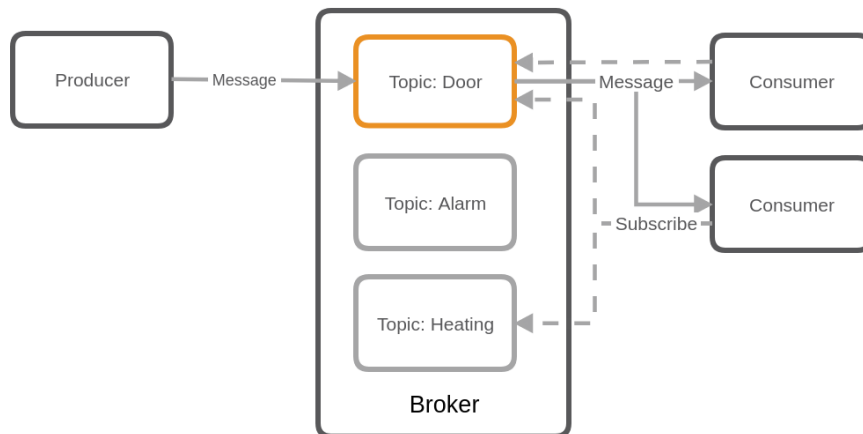 Producer
Message
Topic: Door
Message
Consumer
Topic: Alarm
Consumer
Subscribe
Topic: Heating
Broker